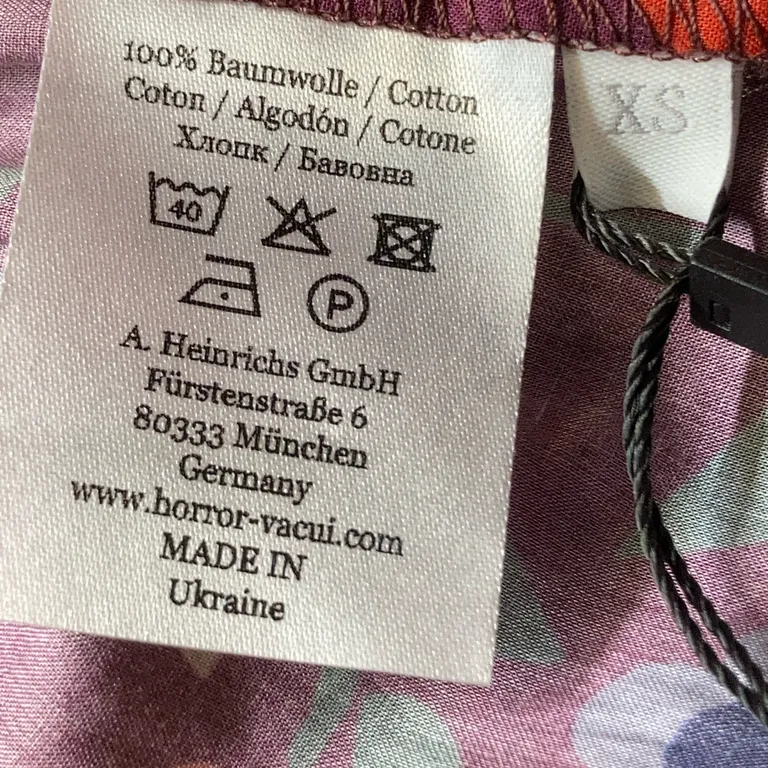 100% Baumwolle / Cotton
Coton / Algodón / Cotone
Хлопк / Бавовна
XS
40
P
A. Heinrichs GmbH
Fürstenstraße 6
80333 München
Germany
www.horror-vacui.com
MADE IN
Ukraine